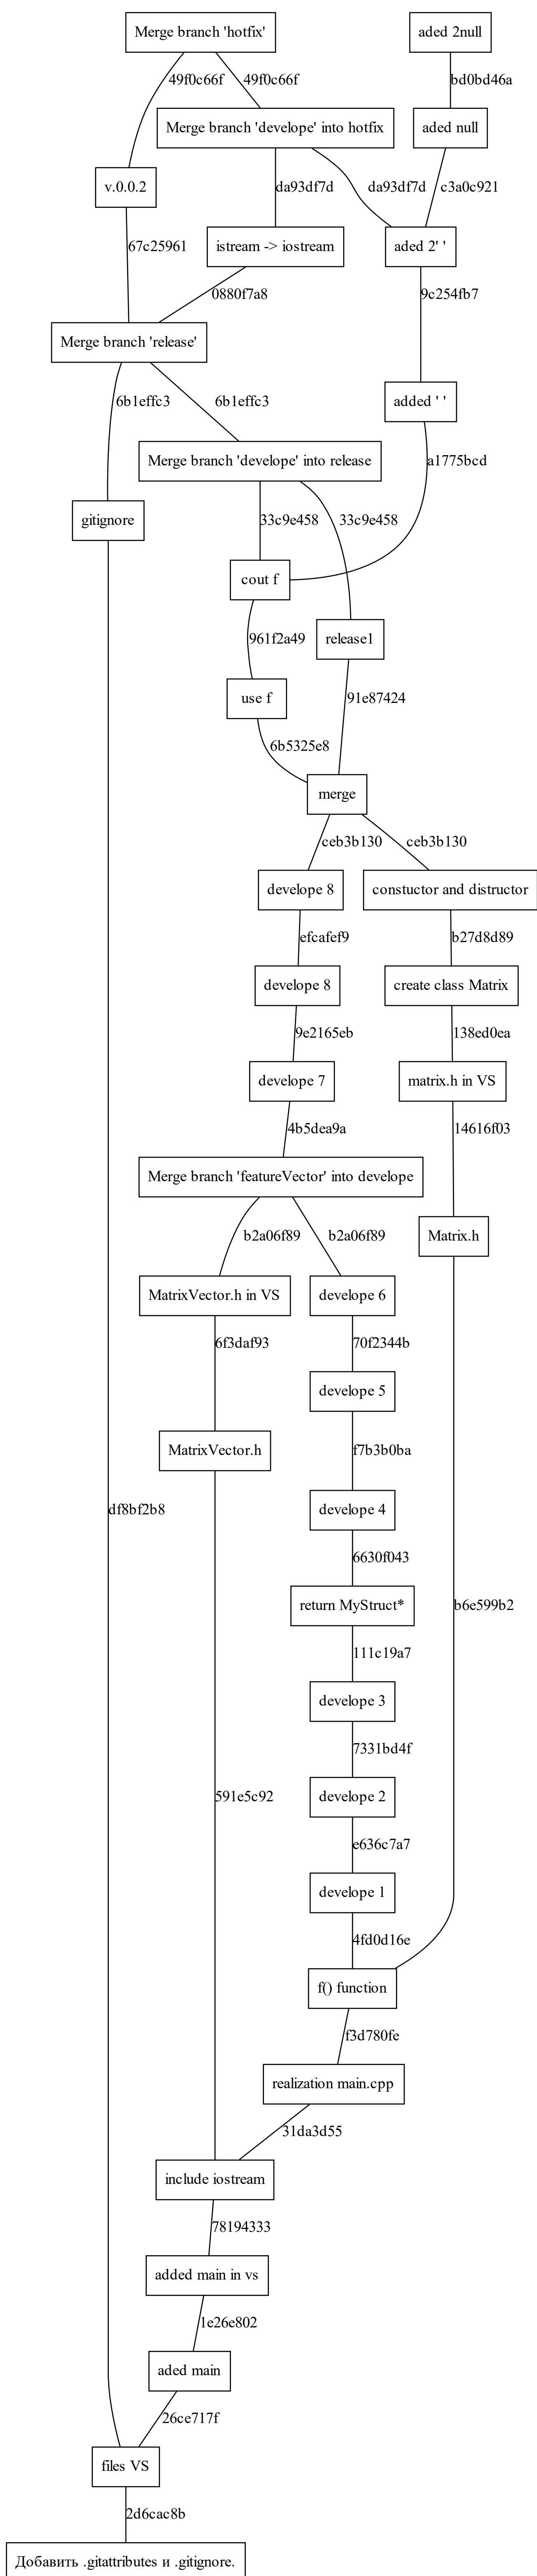 Merge branch 'hotfix'
aded 2null
49f0c66f
49f0c66f
bd0bd46a
Merge branch 'develope' into hotfix
aded null
v.0.0.2
da93df7d
da93df7d
c3a0c921
67c25961
istream -> iostream
aded 2' '
0880f7a8
9c254fb7
Merge branch 'release'
6b1effc3
6b1effc3
added ' '
Merge branch 'develope' into release
a1775bcd
gitignore
33c9e458
33c9e458
cout f
961f2a49
release1
use f
91e87424
6b5325e8
merge
ceb3b130
ceb3b130
develope 8
constuctor and distructor
efcafef9
b27d8d89
develope 8
create class Matrix
9e2165eb
138ed0ea
develope 7
matrix.h in VS
4b5dea9a
14616f03
Merge branch 'featureVector' into develope
Matrix.h
b2a06f89
b2a06f89
MatrixVector.h in VS
develope 6
6f3daf93
70f2344b
develope 5
MatrixVector.h
f7b3b0ba
df8bf2b8
develope 4
6630f043
return MyStruct*
b6e599b2
111c19a7
develope 3
7331bd4f
591e5c92
develope 2
e636c7a7
develope 1
4fd0d16e
f() function
f3d780fe
realization main.cpp
31da3d55
include iostream
78194333
added main in vs
1e26e802
aded main
26ce717f
files VS
2d6cac8b
Добавить .gitattributes и .gitignore.